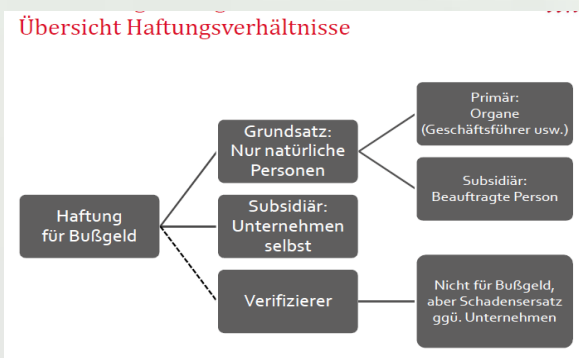 Übersicht Haftungsverhältnisse
Primär:
Organe
(Geschäftsführer usw.)
Grundsatz:
Nur natürliche
Personen
Subsidiär:
Beauftragte Person
Haftung
für Bußgeld
Subsidiär:
Unternehmen
selbst
Verifizierer
Nicht für Bußgeld,
aber Schadensersatz
ggü. Unternehmen